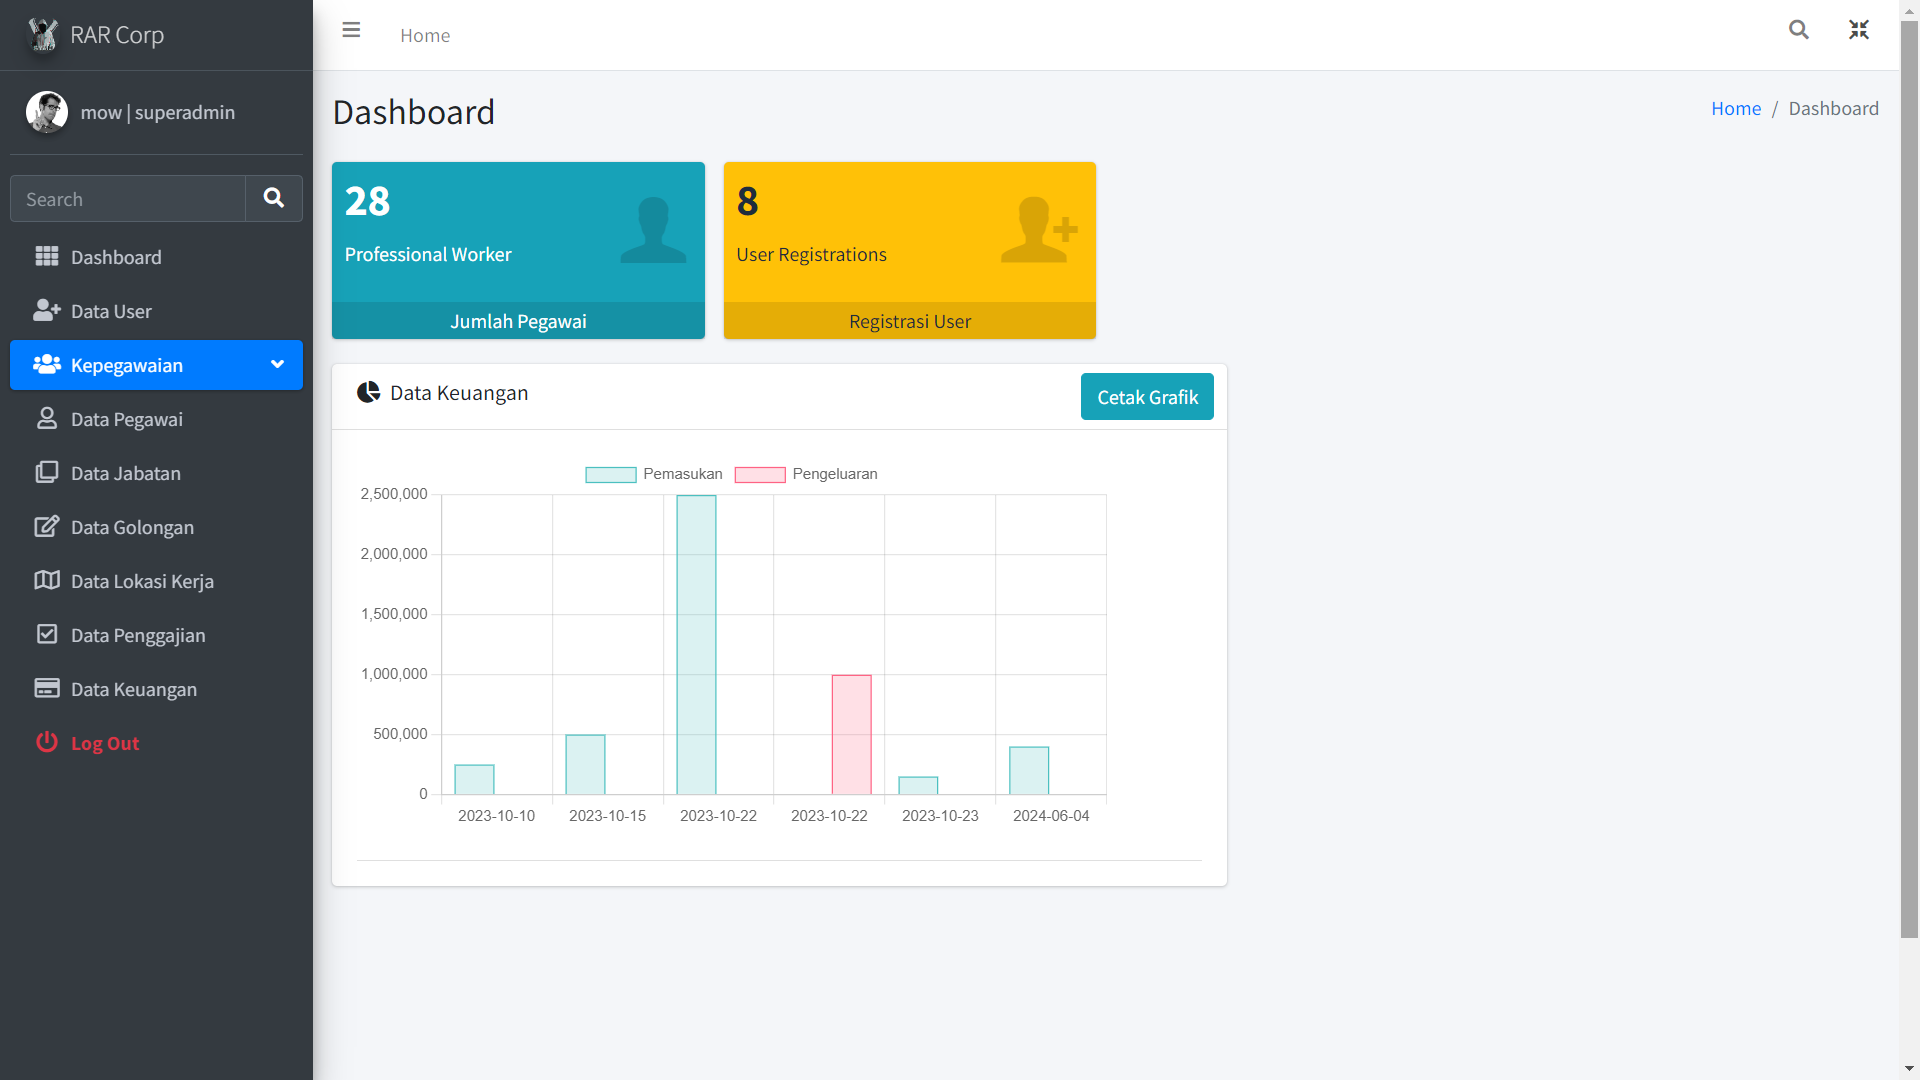 RAR Corp
Home
mow | superadmin
Search
Dashboard
Data User
Kepegawaian
Data Pegawai
Data Jabatan
Data Golongan
Data Lokasi Kerja
Data Penggajian
Data Keuangan
Log Out
Dashboard
Home / Dashboard
28
Professional Worker
Jumlah Pegawai
8
User Registrations
Registrasi User
Data Keuangan
Cetak Grafik
Pemasukan Pengeluaran
2,500,000
2,000,000
1,500,000
1,000,000
500,000
0
2023-10-10 2023-10-15 2023-10-22 2023-10-22 2023-10-23 2024-06-04